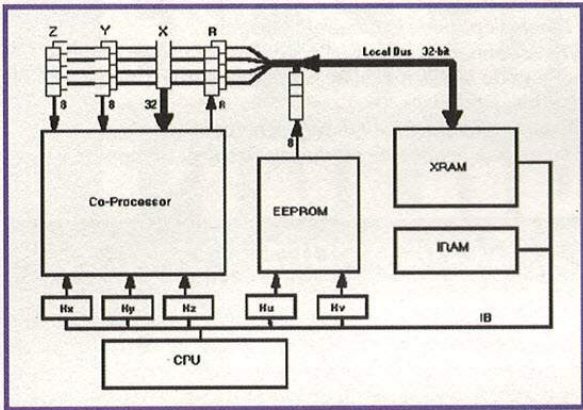 Z Y X R
Local Bus 32-bit
8 8 32 8
8
Co-Processor
EEPROM
XRAM
IRAM
Hx Hy Hz Hu Hv
IB
CPU